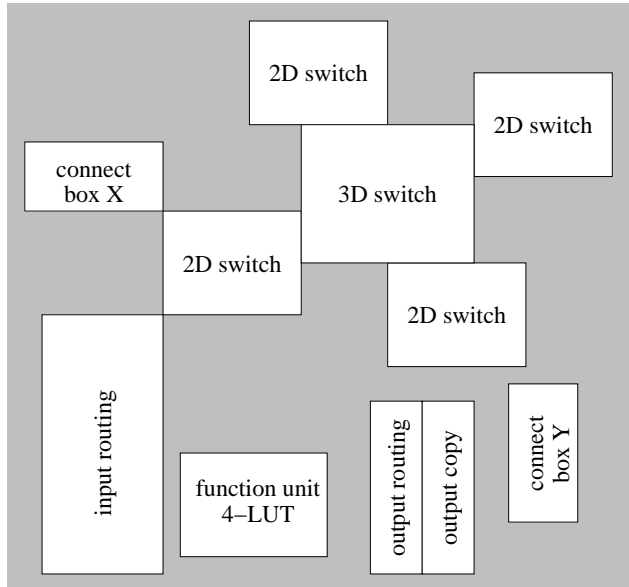 2D switch
2D switch
connect
box X
3D switch
2D switch
2D switch
input routing
function unit
4−LUT
output routing
output copy
connect
box Y